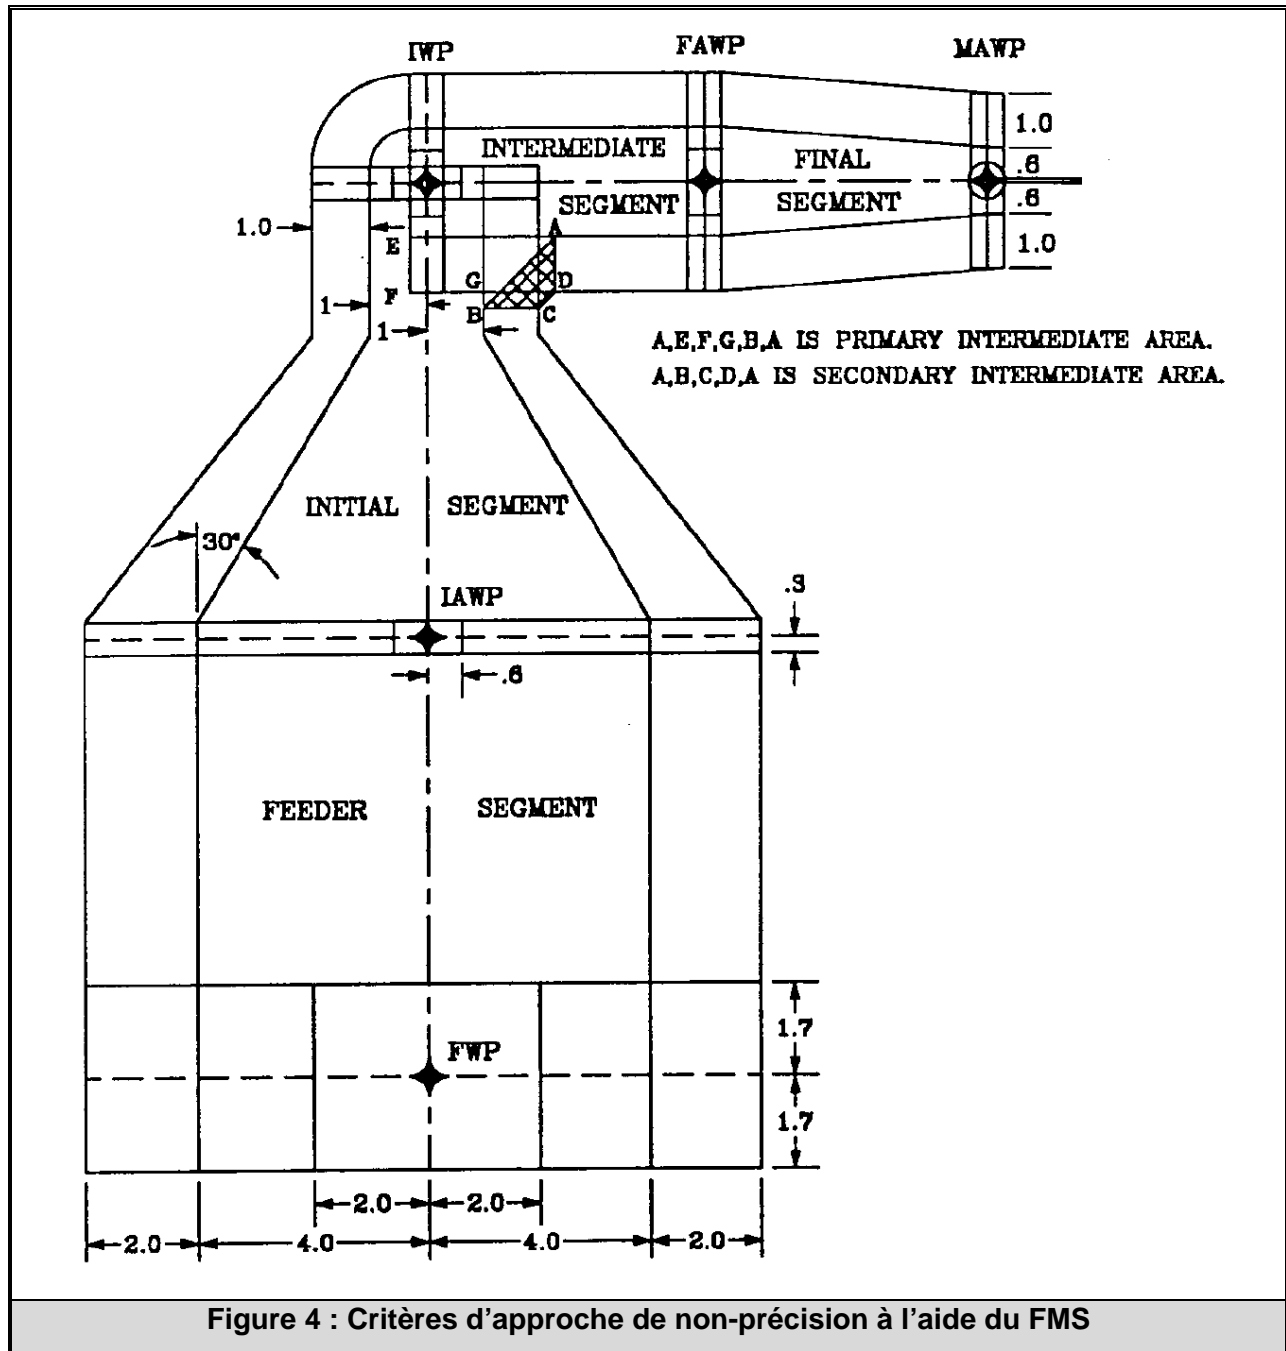 IWP
FAWP
MAWP
1.0
INTERMEDIATE
FINAL
.6
SEGMENT
SEGMENT
.6
1.0
1.0
E
A
G
D
1
F
B
C
1
A,E,F,G,B,A IS PRIMARY INTERMEDIATE AREA.
A,B,C,D,A IS SECONDARY INTERMEDIATE AREA.
INITIAL
SEGMENT
30°
IAWP
.3
.6
FEEDER
SEGMENT
1.7
FWP
1.7
2.0
2.0
2.0
4.0
4.0
2.0
Figure 4 : Critères d'approche de non-précision à l'aide du FMS